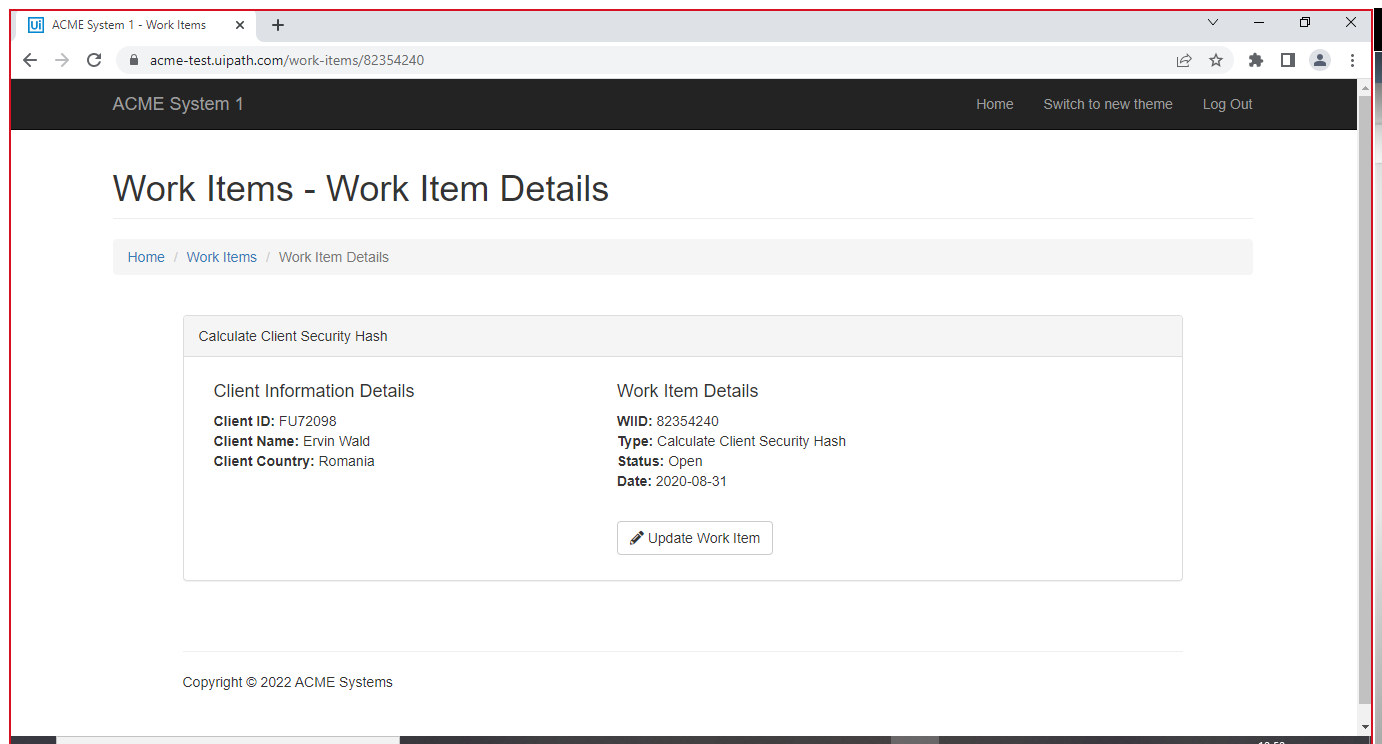 Ui ACME System 1 - Work Items
acme-test.uipath.com/work-items/82354240
ACME System 1 Home Switch to new theme Log Out
Work Items - Work Item Details
Home / Work Items / Work Item Details
Calculate Client Security Hash
Client Information Details
Client ID: FU72098
Client Name: Ervin Wald
Client Country: Romania
Work Item Details
WIID: 82354240
Type: Calculate Client Security Hash
Status: Open
Date: 2020-08-31
Update Work Item
Copyright © 2022 ACME Systems